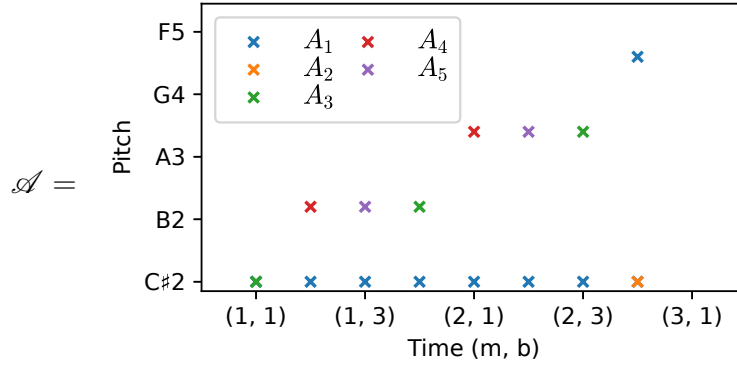 F5
A₁ A₄
A₂ A₅
A₃
G4
A3
B2
C♯2
Pitch
𝒜 =
(1, 1) (1, 3) (2, 1) (2, 3) (3, 1)
Time (m, b)